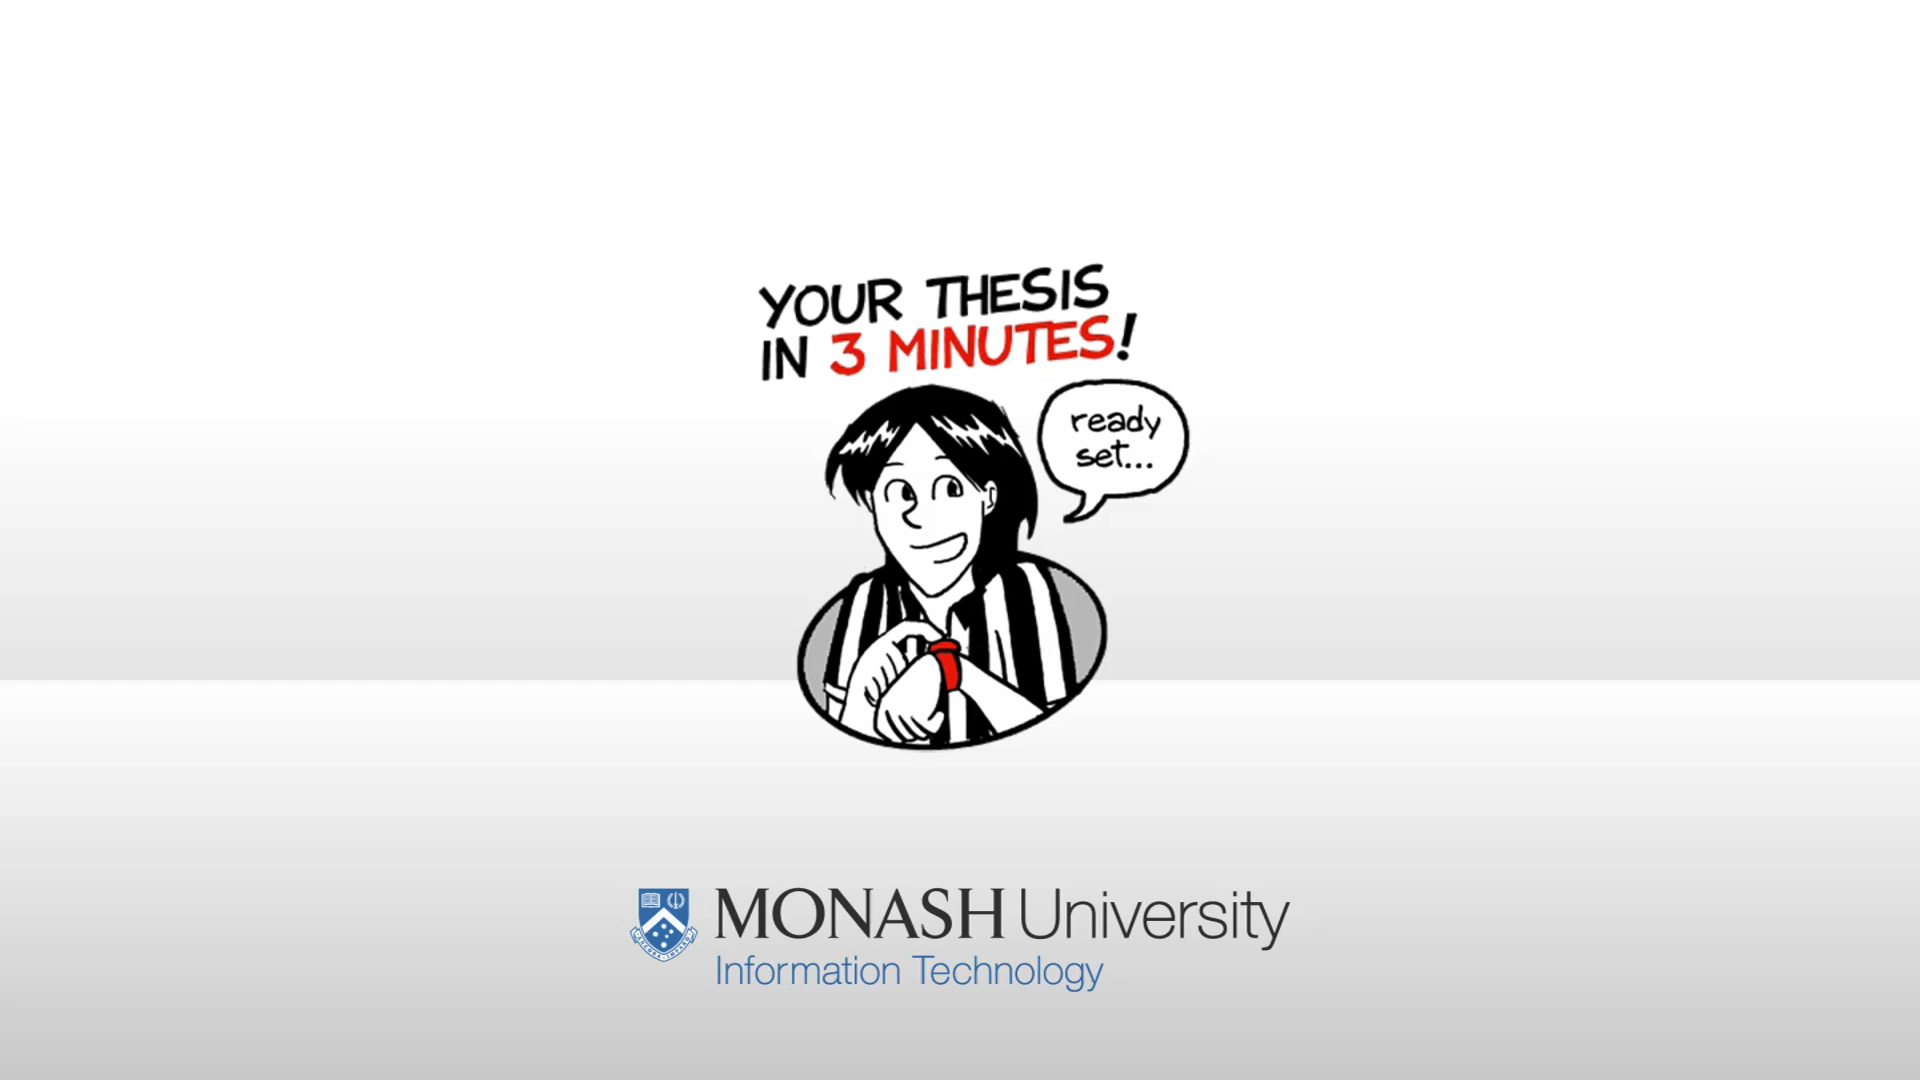 YOUR THESIS
IN 3 MINUTES!
ready
set...
MONASH University
Information Technology